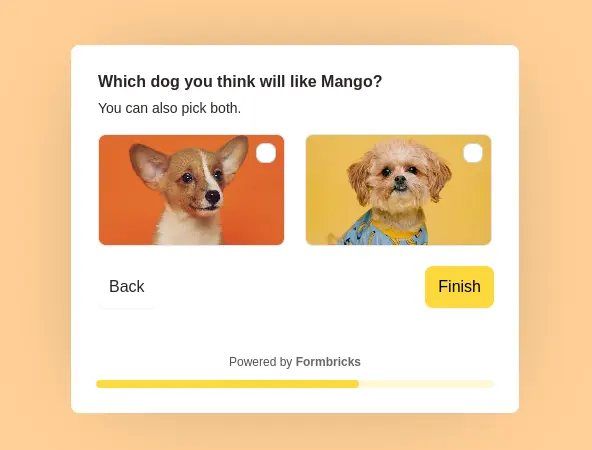 Which dog you think will like Mango?
You can also pick both.
Back
Finish
Powered by Formbricks